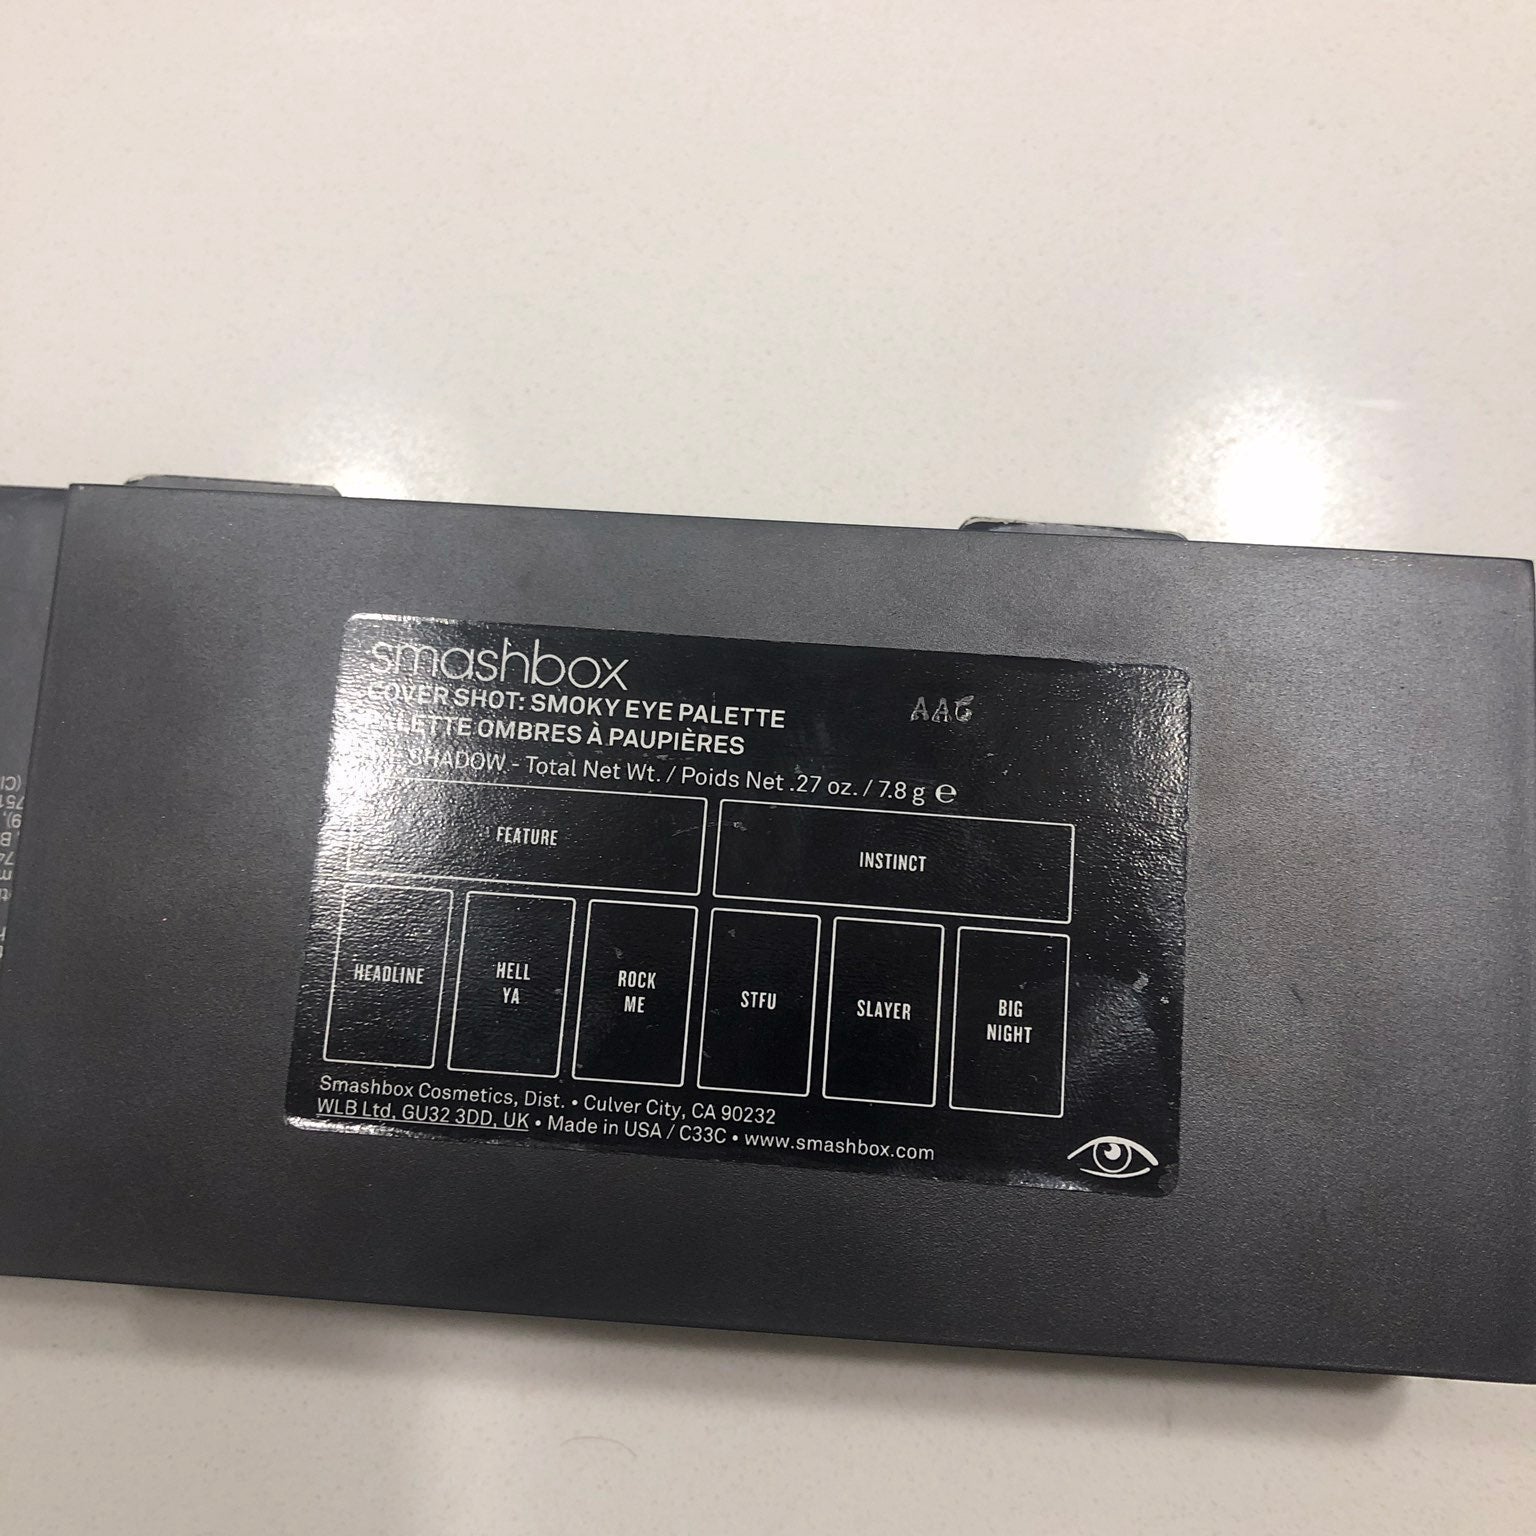 smashbox
COVER SHOT: SMOKY EYE PALETTE
PALETTE OMBRES À PAUPIÈRES
SHADOW - Total Net Wt. / Poids Net .27 oz. / 7.8 g e
FEATURE
INSTINCT
HEADLINE
HELL
YA
ROCK
ME
STFU
SLAYER
BIG
NIGHT
Smashbox Cosmetics, Dist. • Culver City, CA 90232
WLB Ltd, GU32 3DD, UK • Made in USA / C33C • www.smashbox.com